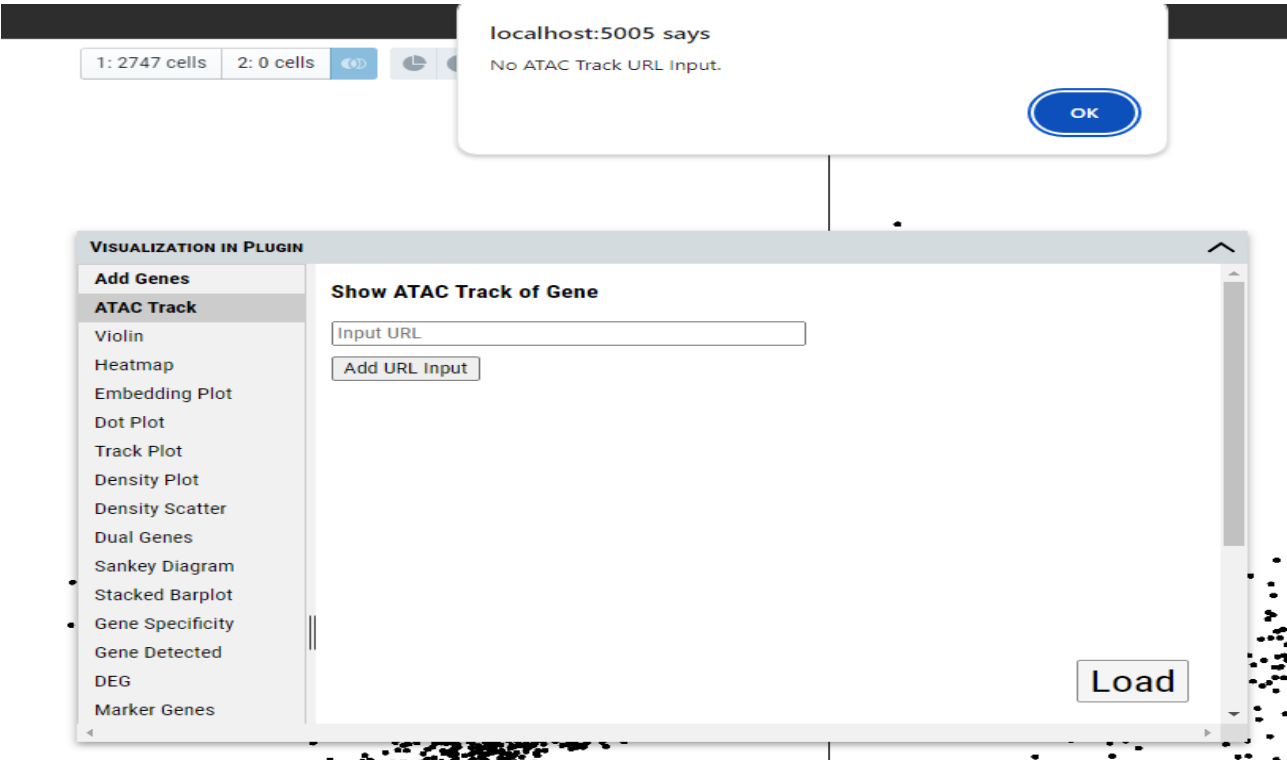 localhost:5005 says
No ATAC Track URL Input.
OK
1: 2747 cells
2: 0 cells
VISUALIZATION IN PLUGIN
Add Genes
ATAC Track
Violin
Heatmap
Embedding Plot
Dot Plot
Track Plot
Density Plot
Density Scatter
Dual Genes
Sankey Diagram
Stacked Barplot
Gene Specificity
Gene Detected
DEG
Marker Genes
Show ATAC Track of Gene
Input URL
Add URL Input
Load